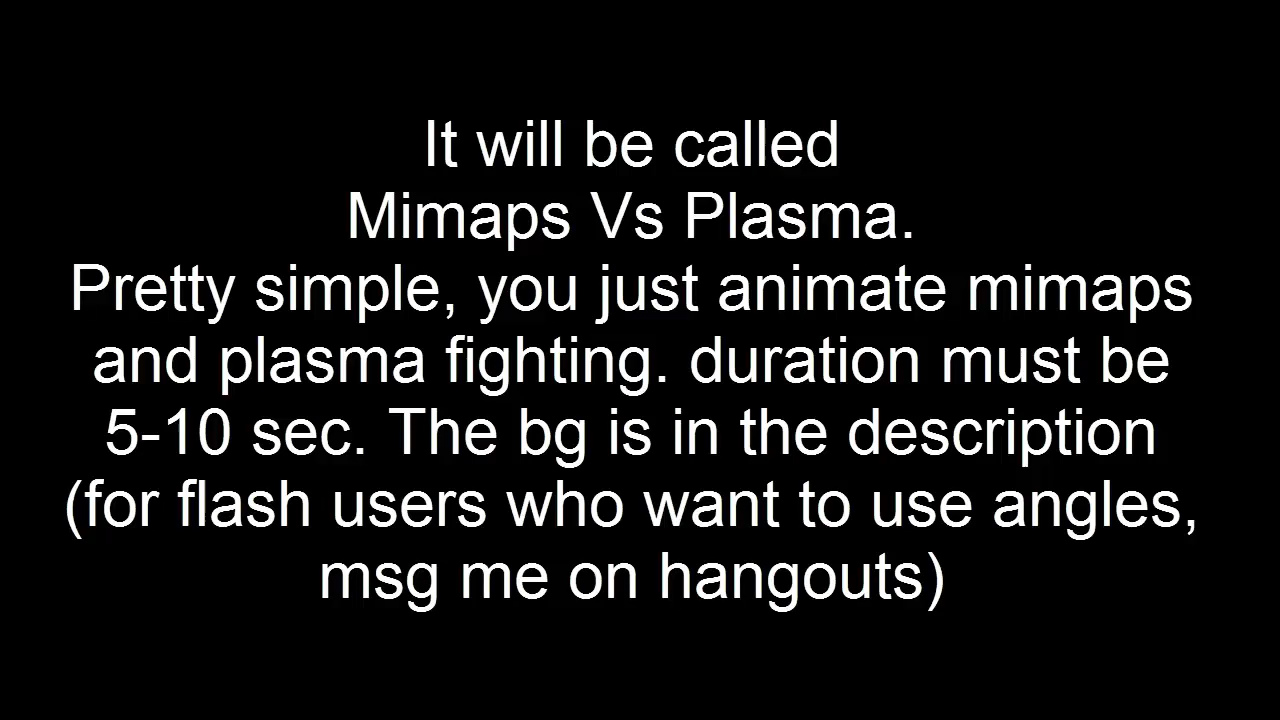 It will be called
Mimaps Vs Plasma.
Pretty simple, you just animate mimaps
and plasma fighting. duration must be
5-10 sec. The bg is in the description
(for flash users who want to use angles,
msg me on hangouts)